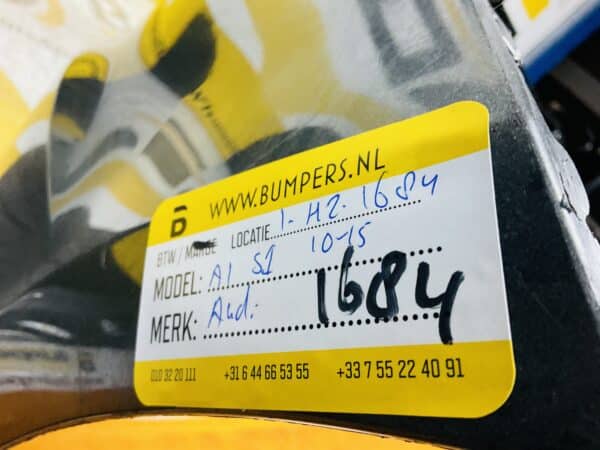 WWW.BUMPERS.NL
BTW / MARGE LOCATIE 1-H2-1684
MODEL: A1 S1 10-15
MERK: Audi 1684
010 32 20 111 +31 6 44 66 53 55 +33 7 55 22 40 91